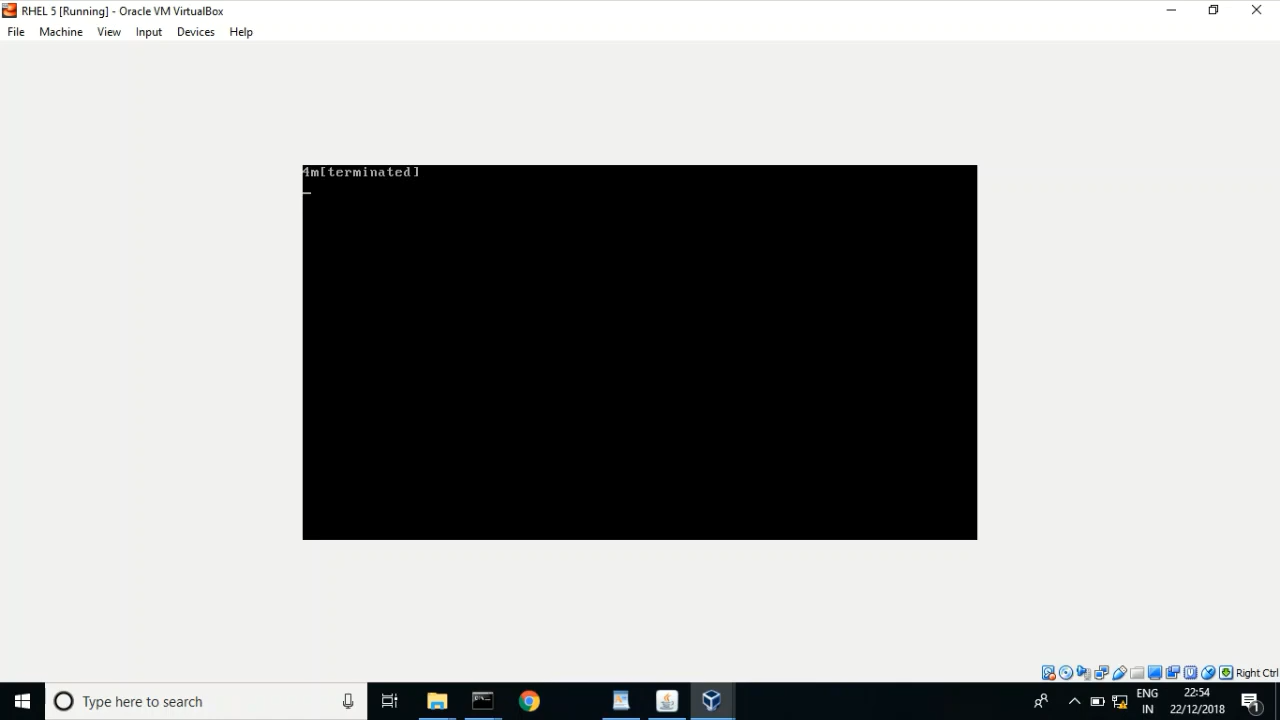 RHEL 5 [Running] - Oracle VM VirtualBox
File Machine View Input Devices Help
4m[terminated]
_
Right Ctrl
Type here to search
ENG
IN
22:54
22/12/2018
1